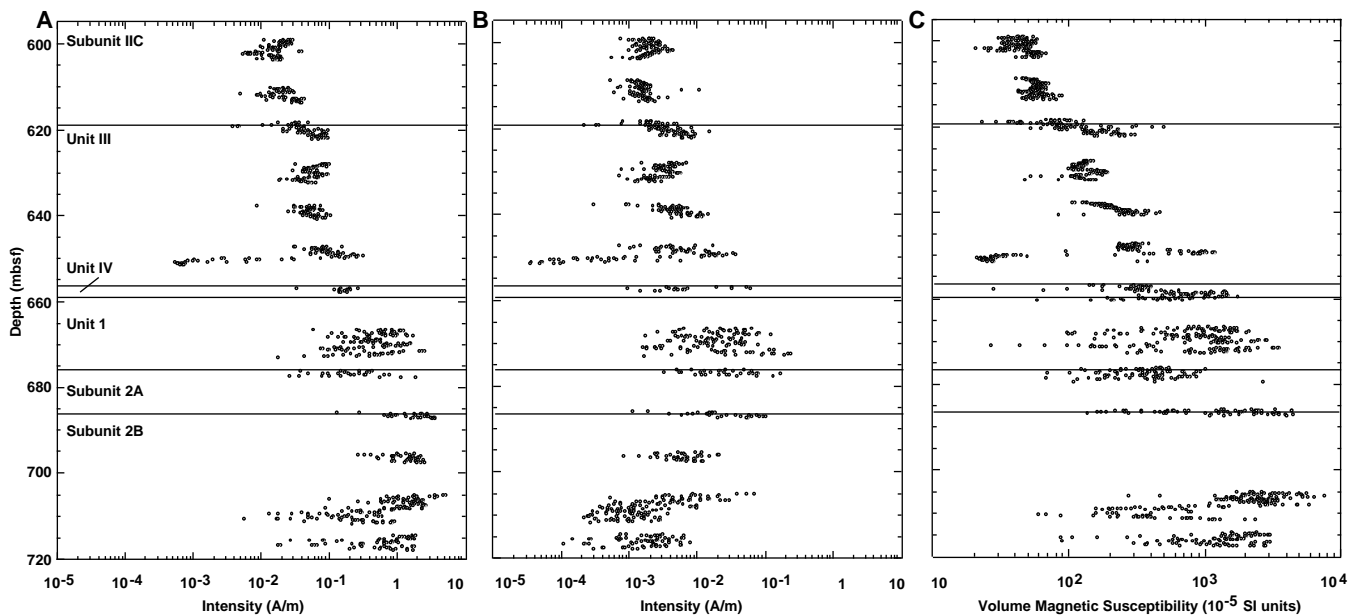 A
B
C
Subunit IIC
Unit III
Unit IV
Unit 1
Subunit 2A
Subunit 2B
600
620
640
660
680
700
720
Depth (mbsf)
10-5 10-4 10-3 10-2 10-1 1 10
Intensity (A/m)
10-5 10-4 10-3 10-2 10-1 1 10
Intensity (A/m)
10 10² 10³ 10⁴
Volume Magnetic Susceptibility (10⁻⁵ SI units)